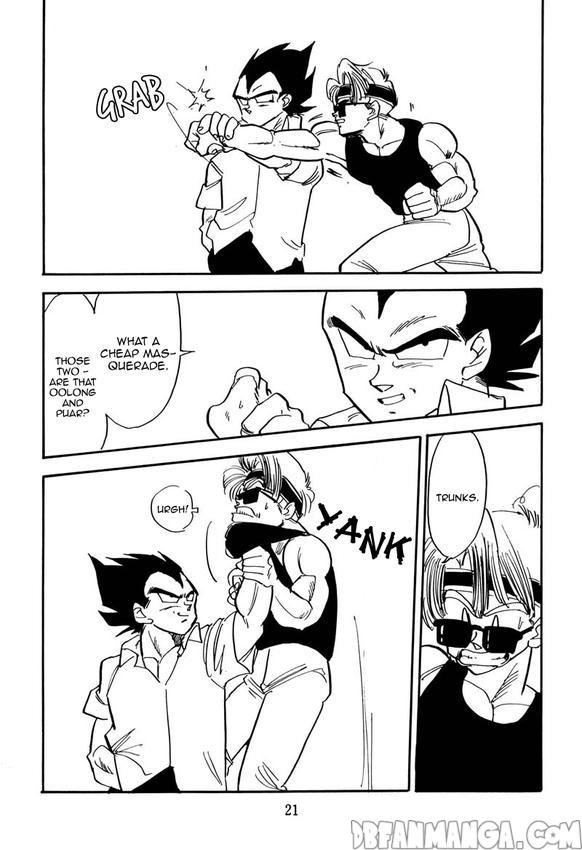 GRAB
WHAT A
CHEAP MAS-
QUERADE.
THOSE
TWO -
ARE THAT
OOLONG
AND
PUAR?
TRUNKS.
URGH!
YANK
21
DBFANMANGA.COM